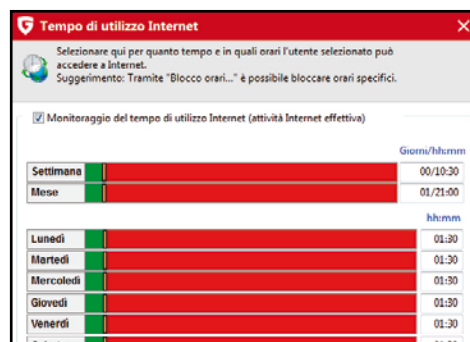 Tempo di utilizzo Internet
Selezionare qui per quanto tempo e in quali orari l'utente selezionato può
accedere a Internet.
Suggerimento: Tramite "Blocco orari..." è possibile bloccare orari specifici.
Monitoraggio del tempo di utilizzo Internet (attività Internet effettiva)
Giorni/hh:mm
Settimana 00/10:30
Mese 01/21:00
hh:mm
Lunedì 01:30
Martedì 01:30
Mercoledì 01:30
Giovedì 01:30
Venerdì 01:30